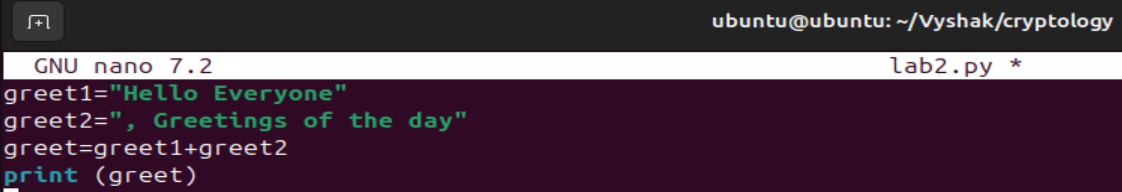 ubuntu@ubuntu: ~/Vyshak/cryptology
GNU nano 7.2 lab2.py *
greet1="Hello Everyone"
greet2=", Greetings of the day"
greet=greet1+greet2
print (greet)